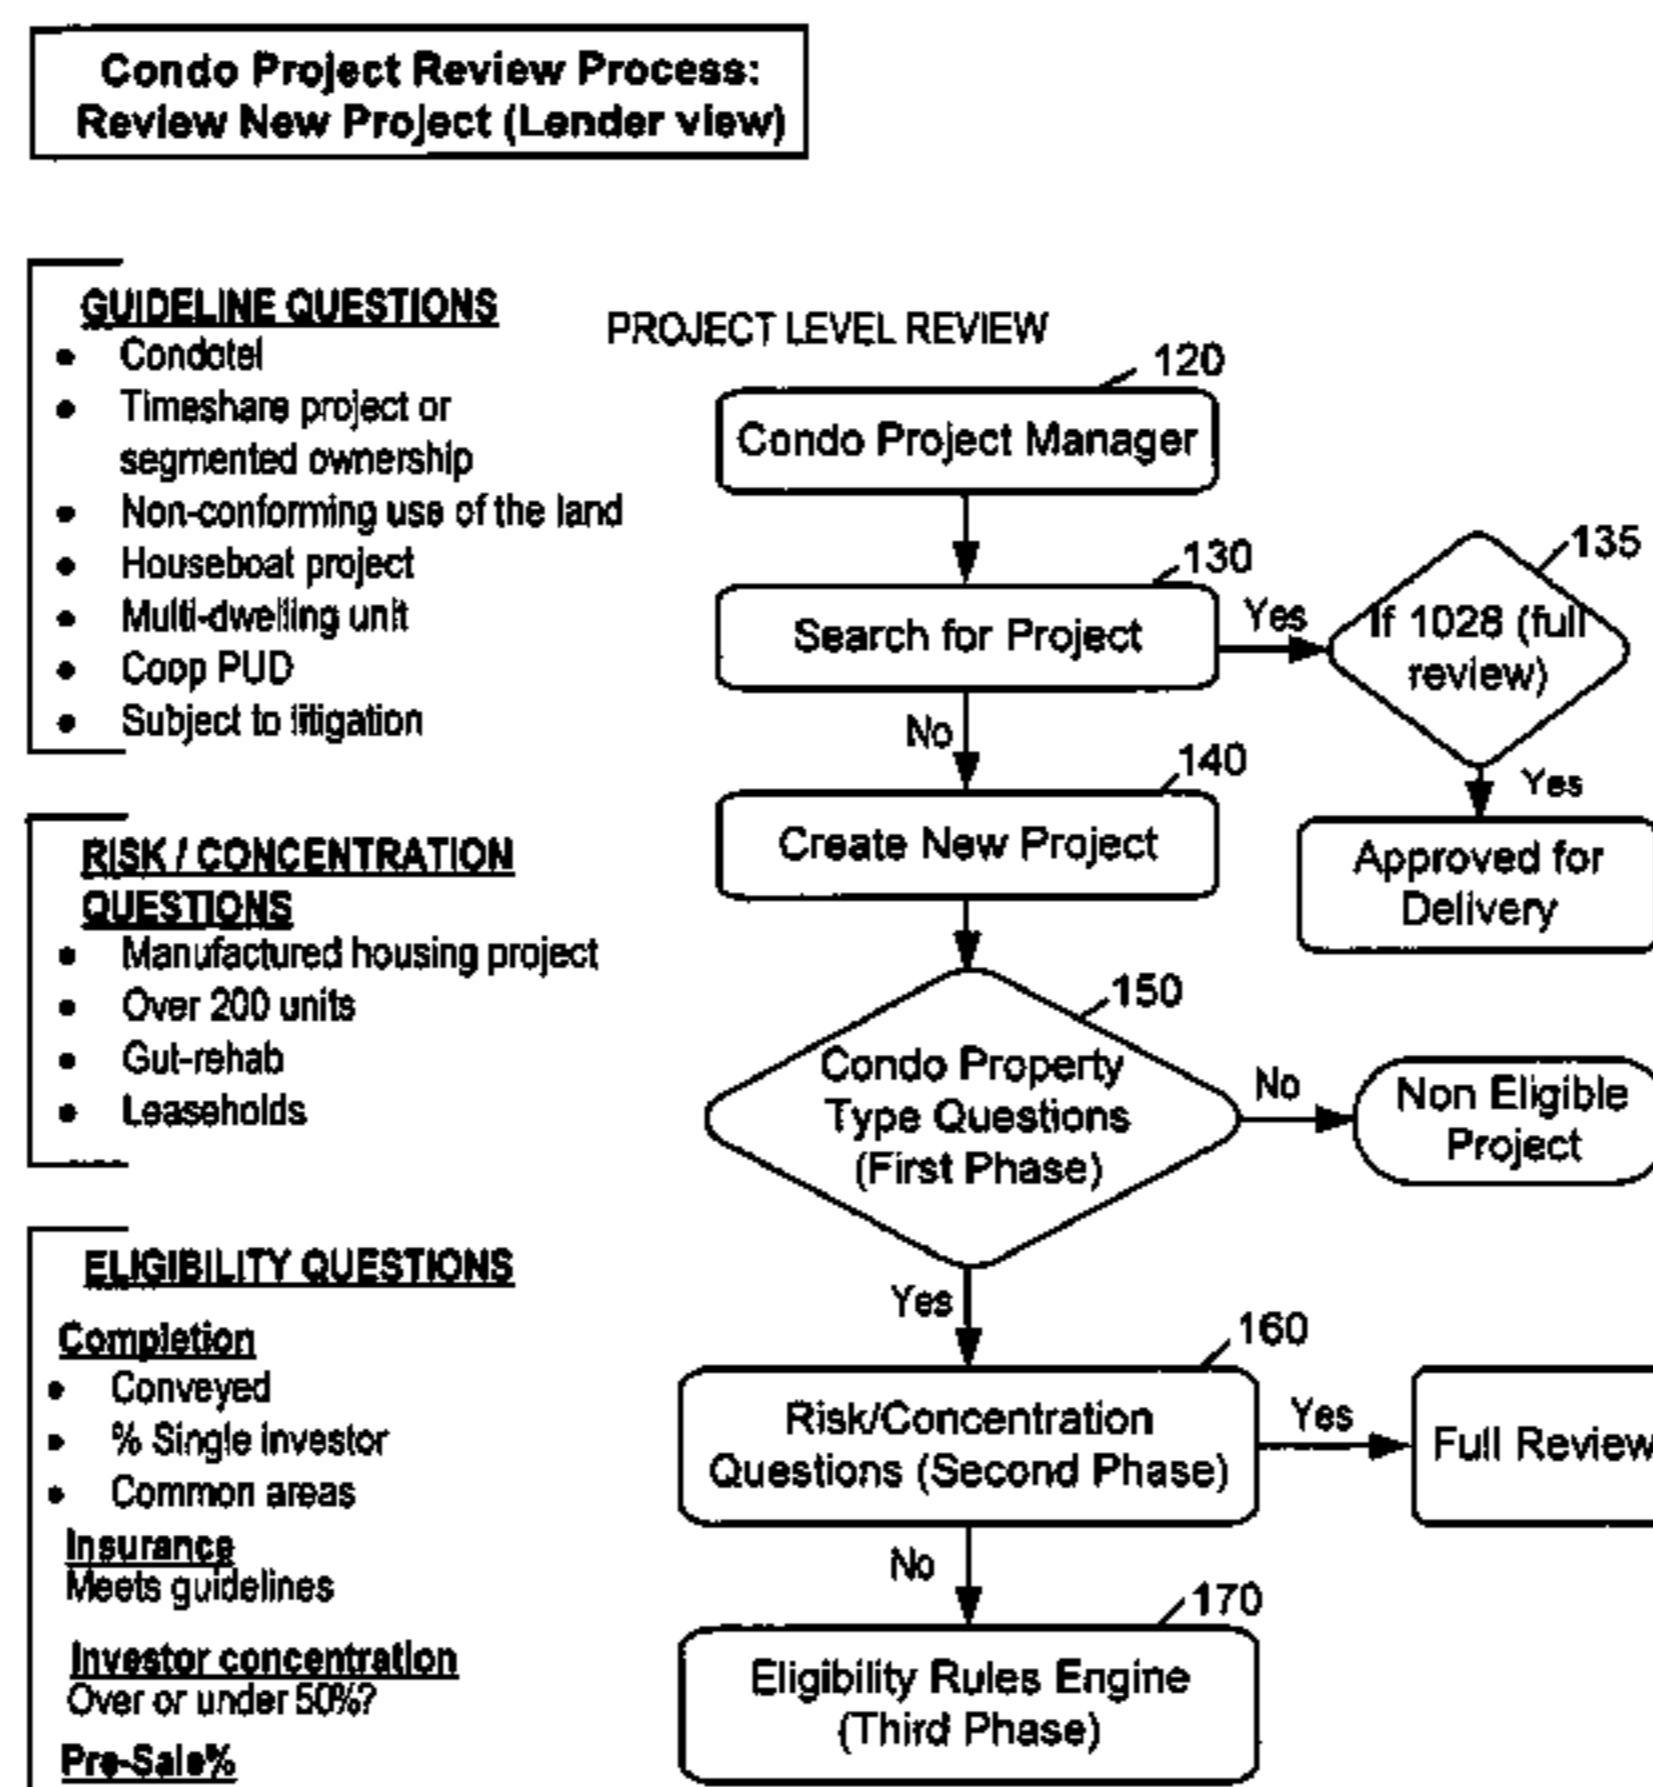 Condo Project Review Process:
Review New Project (Lender view)
GUIDELINE QUESTIONS
• Condotel
• Timeshare project or
segmented ownership
• Non-conforming use of the land
• Houseboat project
• Multi-dwelling unit
• Coop PUD
• Subject to litigation
RISK / CONCENTRATION
QUESTIONS
• Manufactured housing project
• Over 200 units
• Gut-rehab
• Leaseholds
ELIGIBILITY QUESTIONS
Completion
• Conveyed
• % Single investor
• Common areas
Insurance
Meets guidelines
Investor concentration
Over or under 50%?
Pre-Sale%
PROJECT LEVEL REVIEW
120
Condo Project Manager
130
Search for Project
Yes
135
If 1028 (full
review)
Yes
Approved for
Delivery
No
140
Create New Project
150
Condo Property
Type Questions
(First Phase)
No
Non Eligible
Project
Yes
160
Risk/Concentration
Questions (Second Phase)
Yes
Full Review
No
170
Eligibility Rules Engine
(Third Phase)